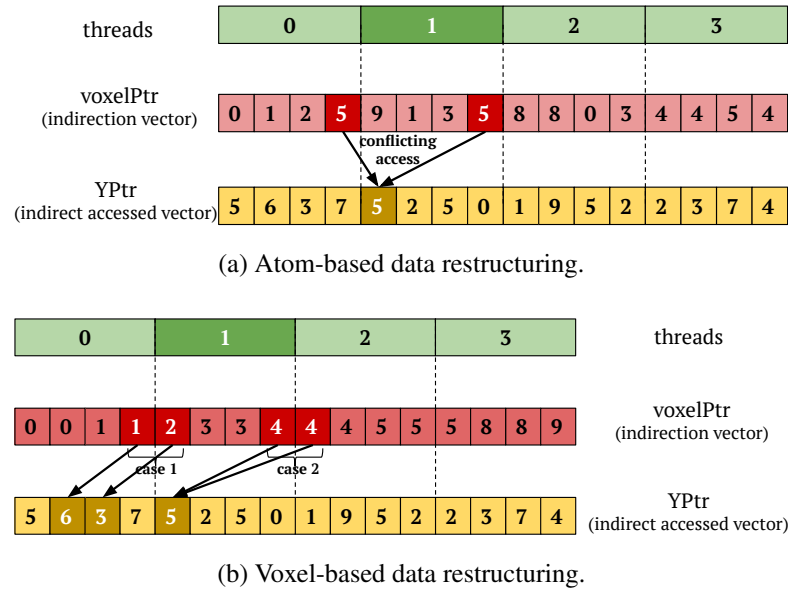 threads 0 1 2 3
voxelPtr
(indirection vector)
0 1 2 5 9 1 3 5 8 8 0 3 4 4 5 4
conflicting
access
YPtr
(indirect accessed vector)
5 6 3 7 5 2 5 0 1 9 5 2 2 3 7 4
(a) Atom-based data restructuring.
0 1 2 3 threads
0 0 1 1 2 3 3 4 4 4 5 5 5 8 8 9
voxelPtr
(indirection vector)
case 1 case 2
5 6 3 7 5 2 5 0 1 9 5 2 2 3 7 4
YPtr
(indirect accessed vector)
(b) Voxel-based data restructuring.